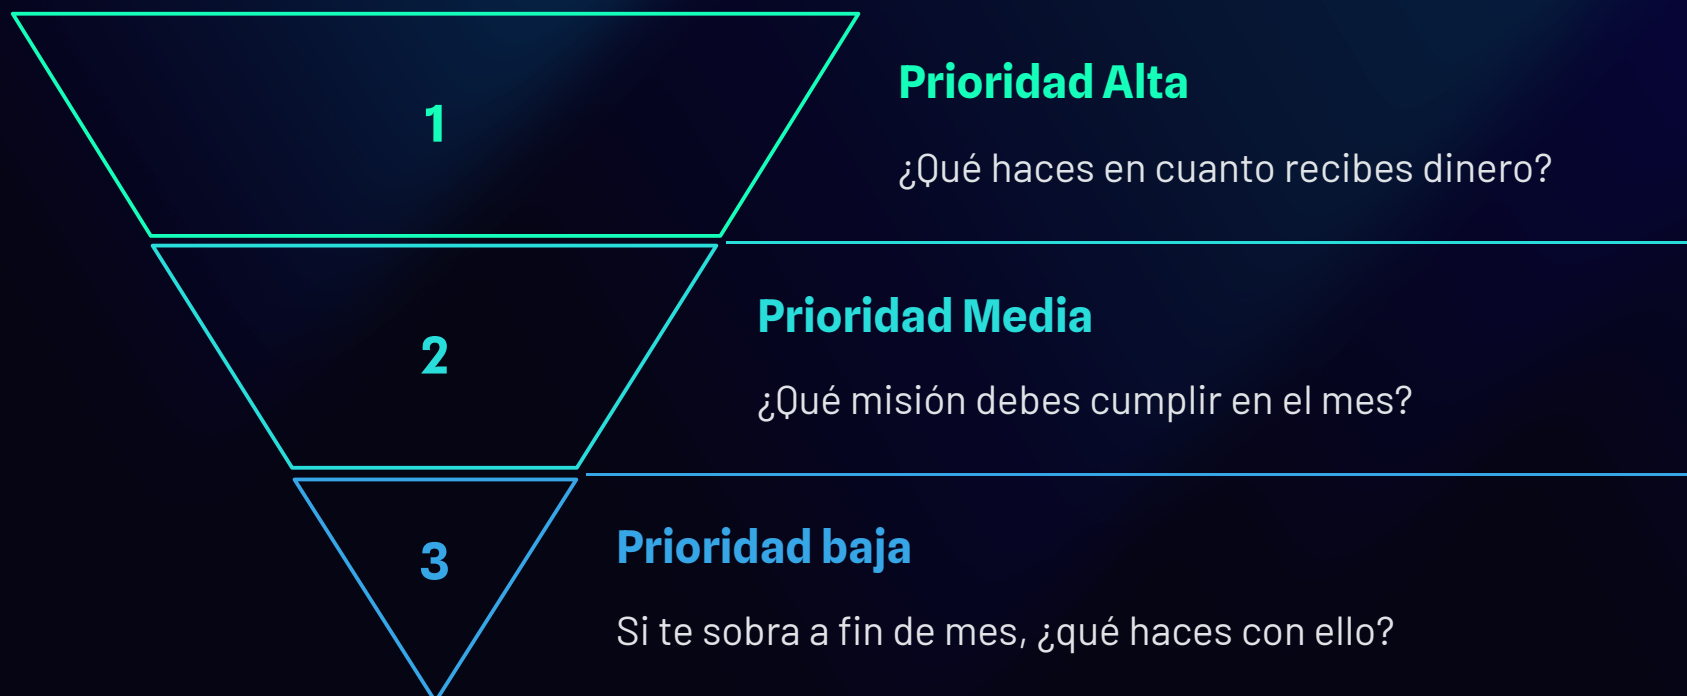 1
Prioridad Alta
¿Qué haces en cuanto recibes dinero?
2
Prioridad Media
¿Qué misión debes cumplir en el mes?
3
Prioridad baja
Si te sobra a fin de mes, ¿qué haces con ello?